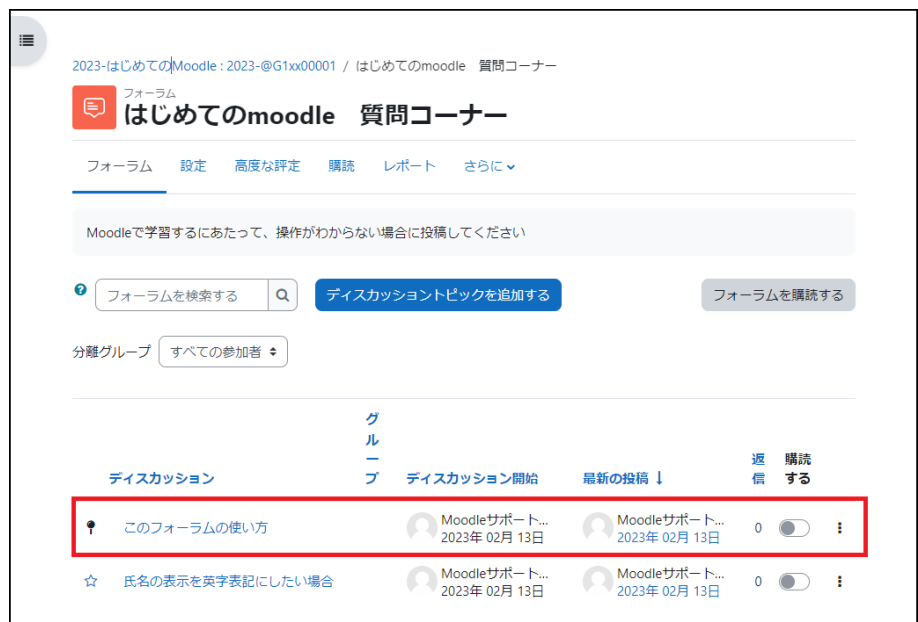 2023-はじめてのMoodle : 2023-@G1xx00001 / はじめてのmoodle　質問コーナー
フォーラム
はじめてのmoodle　質問コーナー
フォーラム 設定 高度な評定 購読 レポート さらに
Moodleで学習するにあたって、操作がわからない場合に投稿してください
フォーラムを検索する ディスカッショントピックを追加する フォーラムを購読する
分離グループ すべての参加者
ディスカッション グループ ディスカッション開始 最新の投稿 ↓ 返信 購読する
このフォーラムの使い方 Moodleサポート... Moodleサポート... 0
2023年 02月 13日 2023年 02月 13日
氏名の表示を英字表記にしたい場合 Moodleサポート... Moodleサポート... 0
2023年 02月 13日 2023年 02月 13日